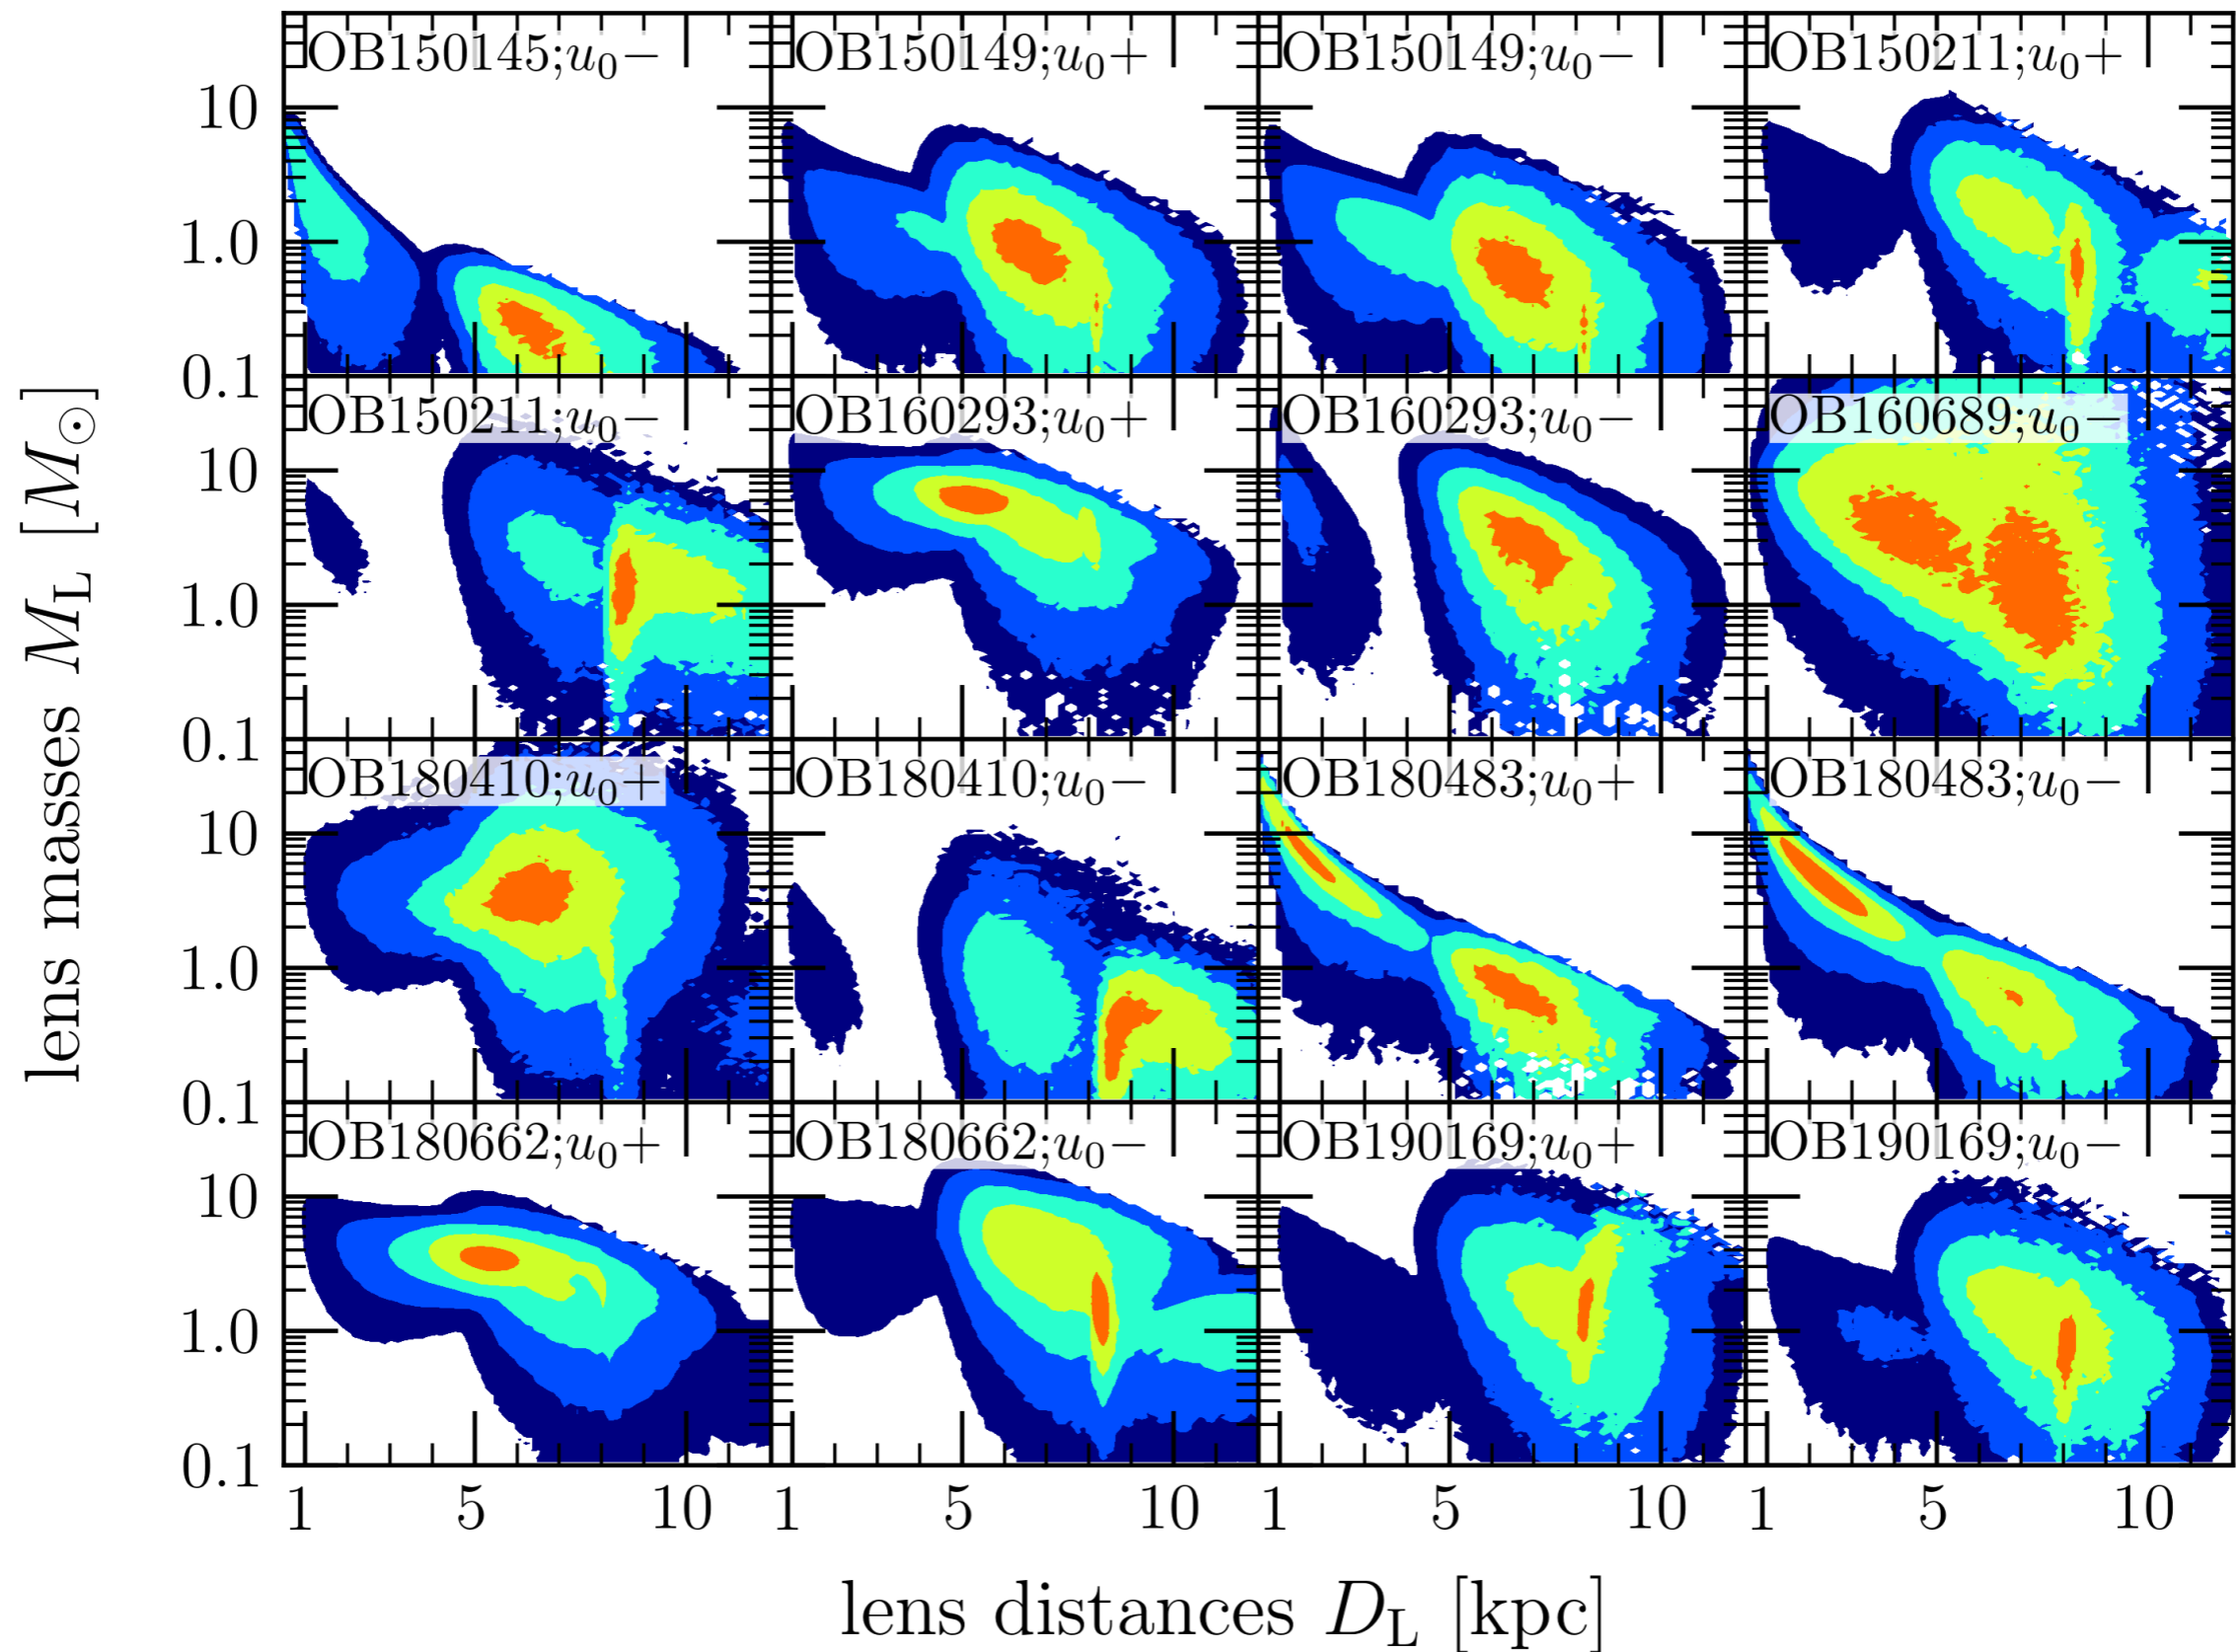 OB150145;u₀− OB150149;u₀+ OB150149;u₀− OB150211;u₀+
10
1.0
0.1
OB150211;u₀− OB160293;u₀+ OB160293;u₀− OB160689;u₀−
10
1.0
0.1
OB180410;u₀+ OB180410;u₀− OB180483;u₀+ OB180483;u₀−
10
1.0
0.1
OB180662;u₀+ OB180662;u₀− OB190169;u₀+ OB190169;u₀−
10
1.0
0.1
lens masses M_L [M_⊙]
1 5 10 1 5 10 1 5 10 1 5 10
lens distances D_L [kpc]